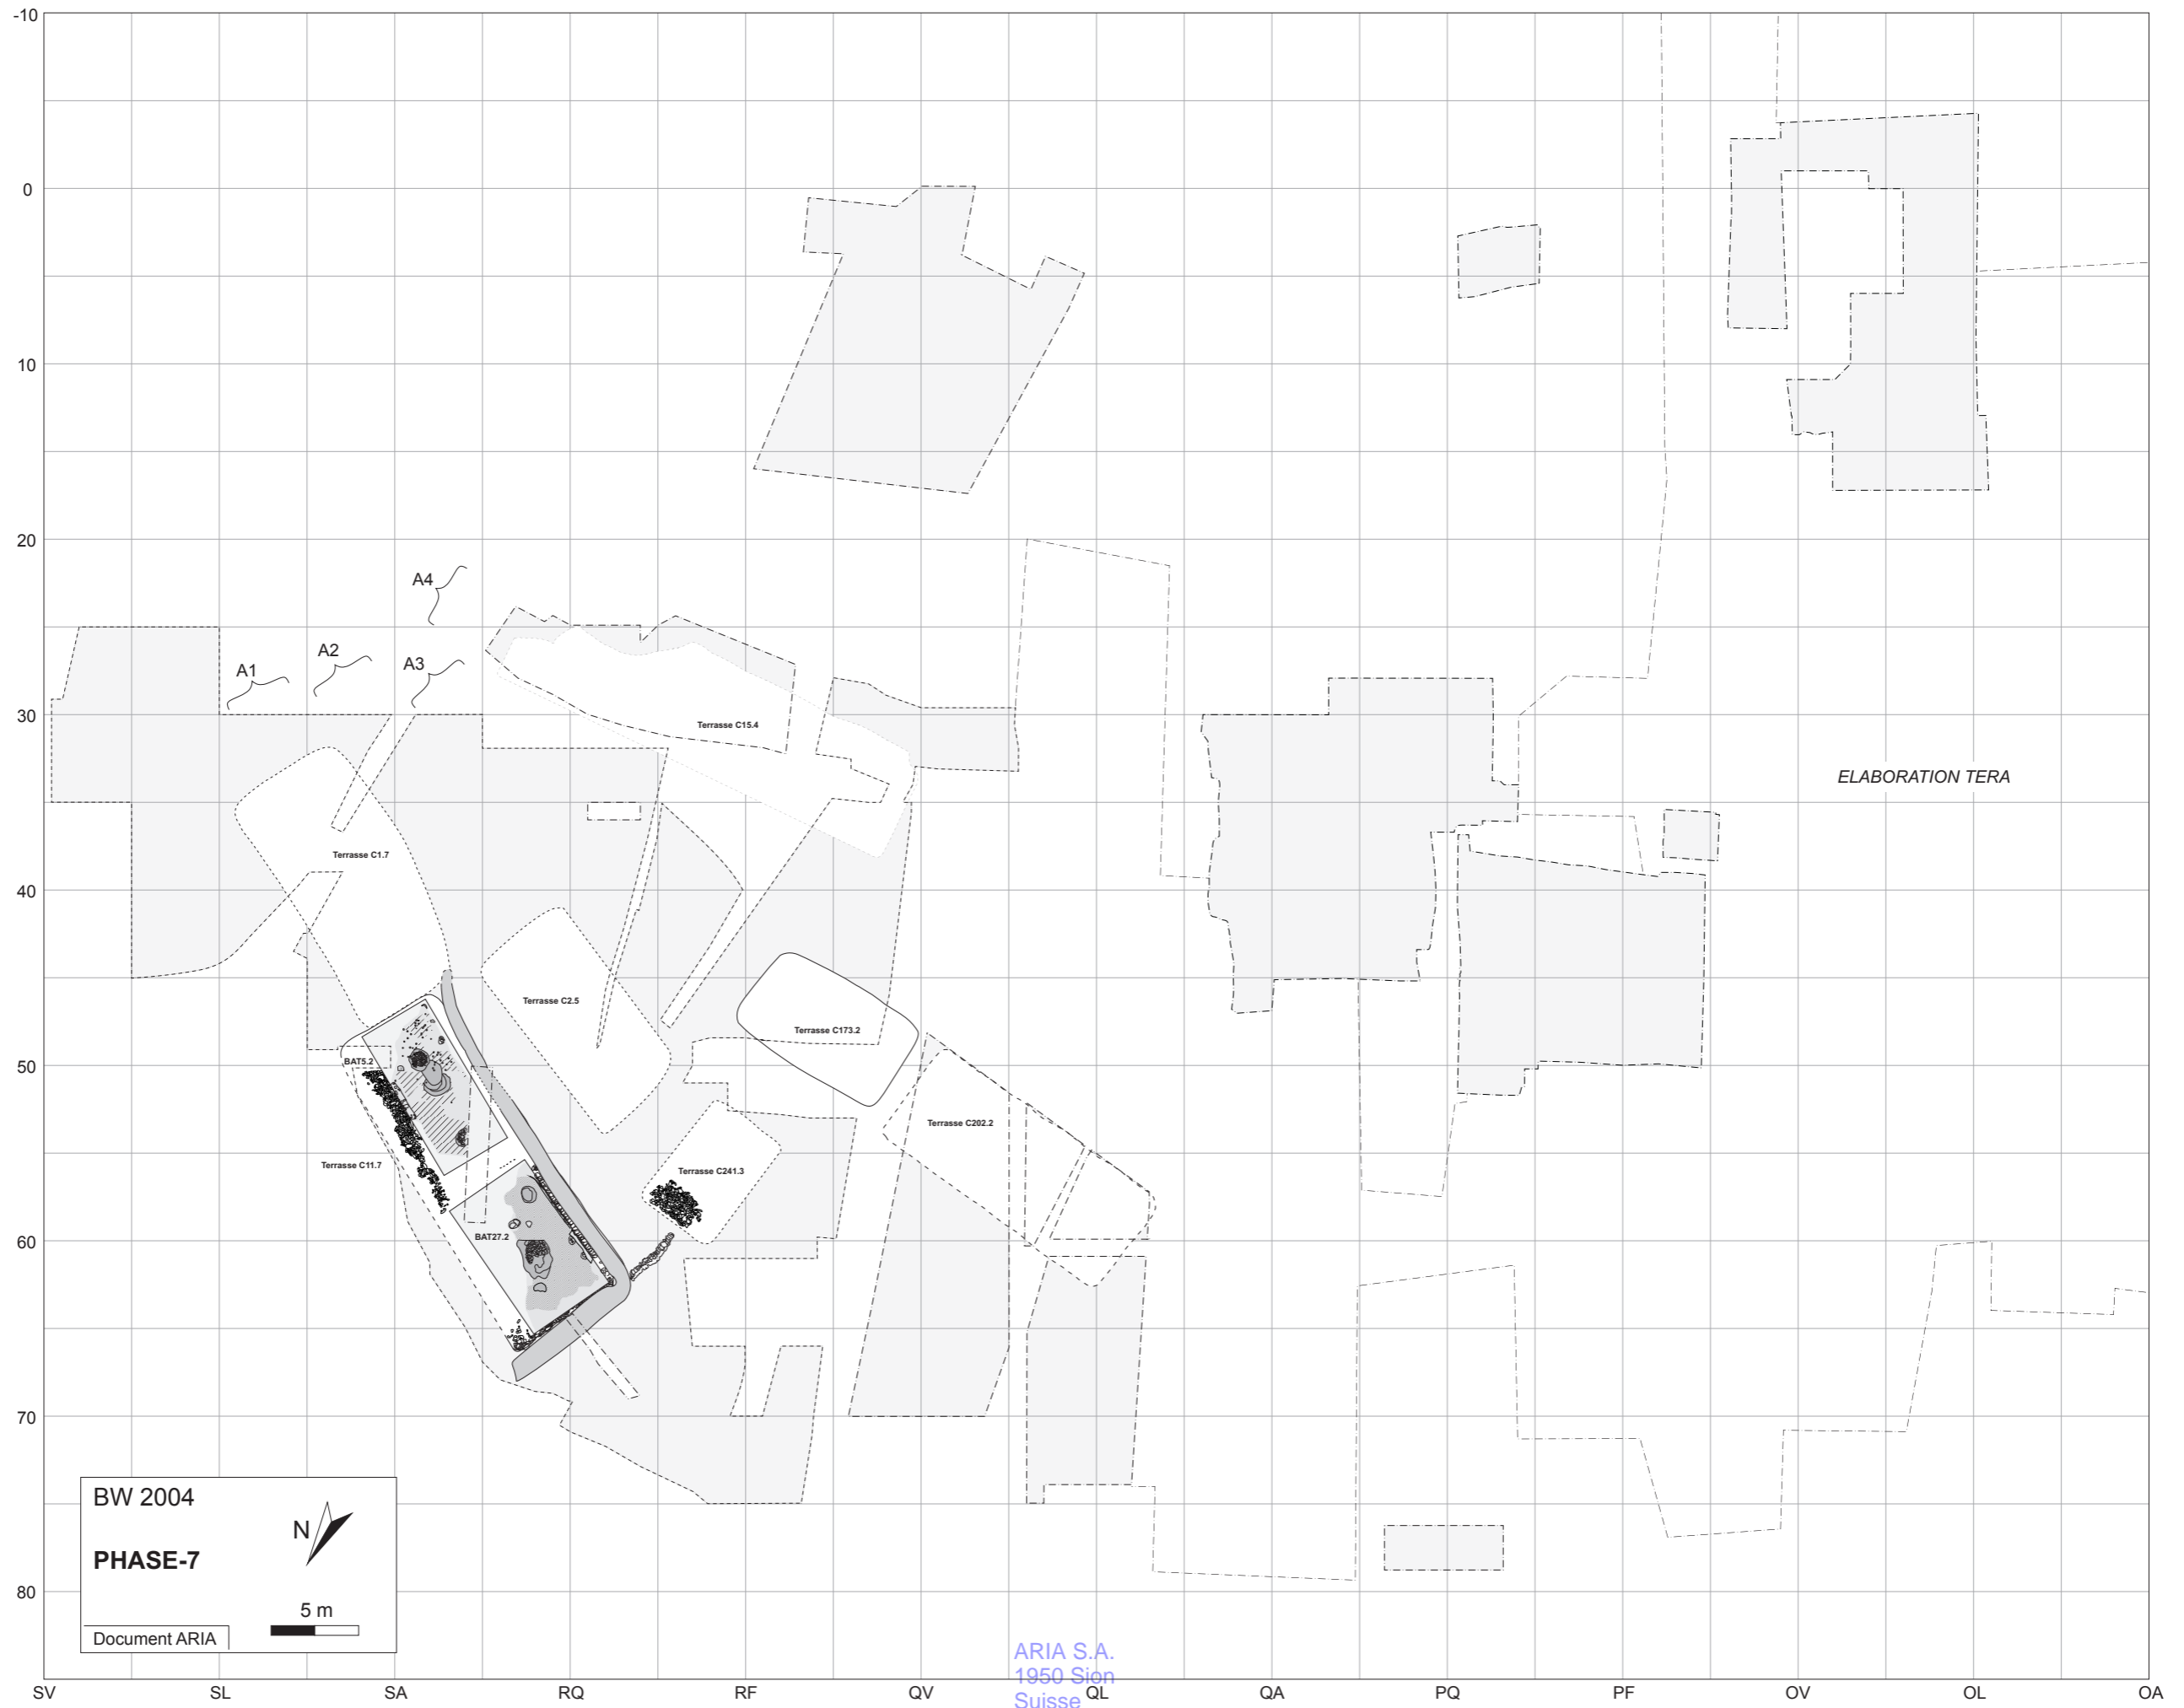 -10
0
10
20
A4
A2
A3
A1
30
Terrasse C15.4
ELABORATION TERA
Terrasse C1.7
40
Terrasse C2.5
Terrasse C173.2
50
BAT5.2
Terrasse C202.2
Terrasse C11.7
Terrasse C241.3
60
BAT27.2
70
BW 2004
N
PHASE-7
80
5 m
Document ARIA
ARIA S.A.
1950 Sion
Suisse
SV SL SA RQ RF QV QL QA PQ PF OV OL OA